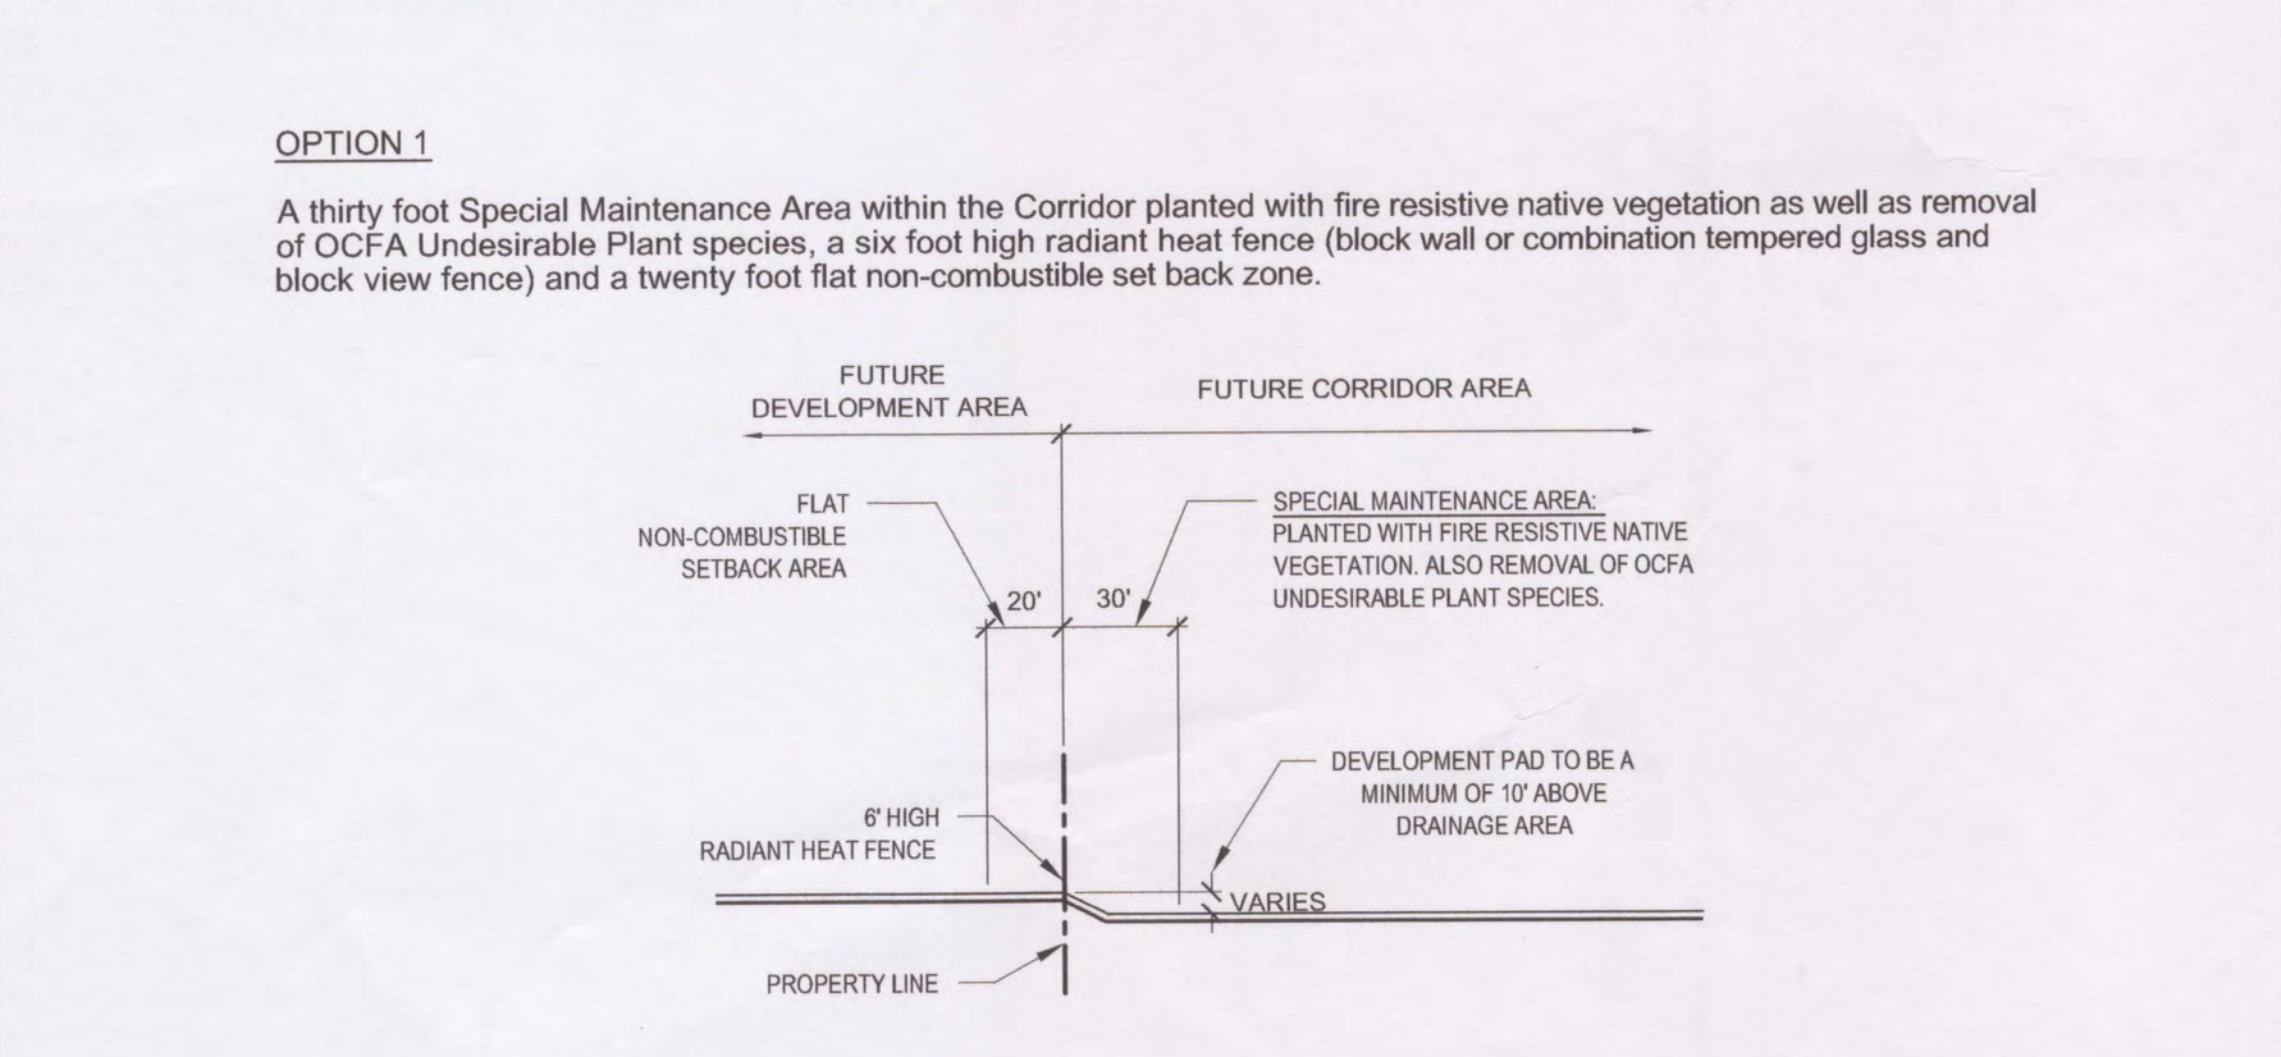 OPTION 1
A thirty foot Special Maintenance Area within the Corridor planted with fire resistive native vegetation as well as removal
of OCFA Undesirable Plant species, a six foot high radiant heat fence (block wall or combination tempered glass and
block view fence) and a twenty foot flat non-combustible set back zone.
FUTURE
DEVELOPMENT AREA
FUTURE CORRIDOR AREA
FLAT
NON-COMBUSTIBLE
SETBACK AREA
SPECIAL MAINTENANCE AREA:
PLANTED WITH FIRE RESISTIVE NATIVE
VEGETATION. ALSO REMOVAL OF OCFA
UNDESIRABLE PLANT SPECIES.
20'
30'
DEVELOPMENT PAD TO BE A
MINIMUM OF 10' ABOVE
DRAINAGE AREA
6' HIGH
RADIANT HEAT FENCE
VARIES
PROPERTY LINE